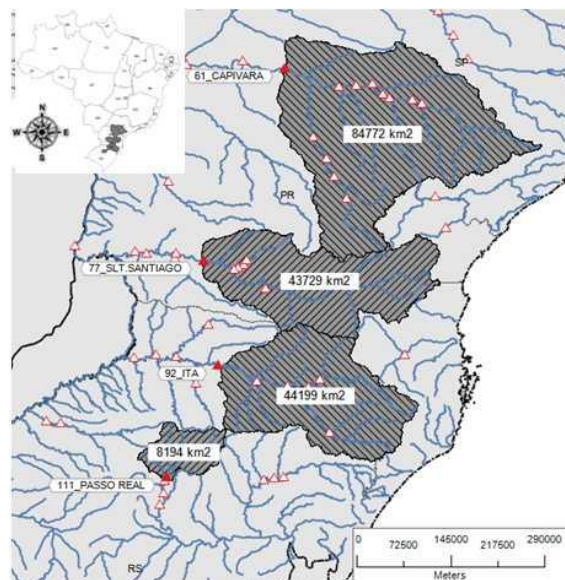 SP
61_CAPIVARA
84772 km2
N
W
E
S
PR
77_SLT.SANTIAGO
43729 km2
92_ITA
44199 km2
8194 km2
111_PASSO REAL
RS
0 72500 145000 217500 290000
Meters